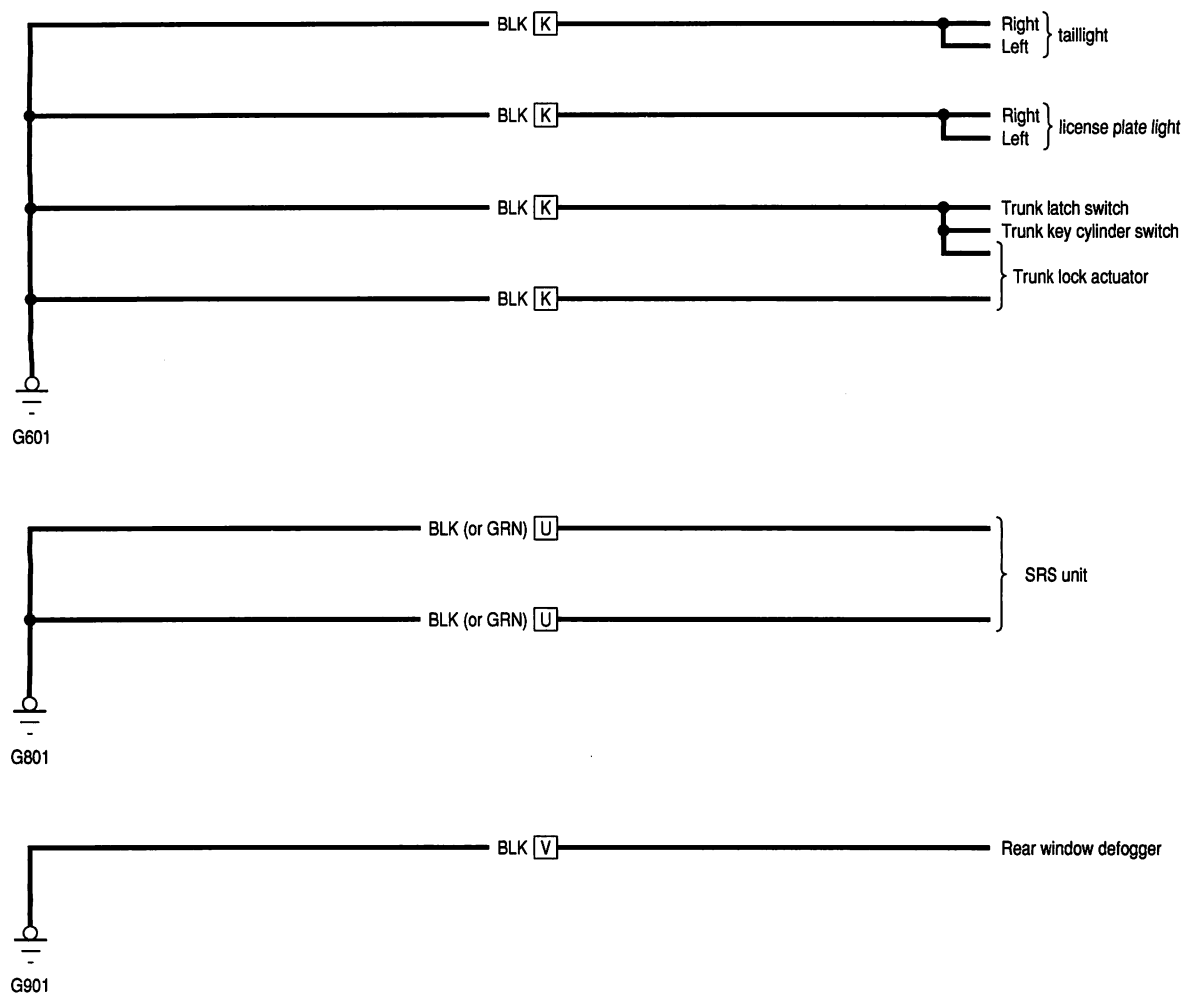 BLK K
Right
Left
taillight
BLK K
Right
Left
license plate light
BLK K
Trunk latch switch
Trunk key cylinder switch
Trunk lock actuator
BLK K
G601
BLK (or GRN) U
SRS unit
BLK (or GRN) U
G801
BLK V
Rear window defogger
G901